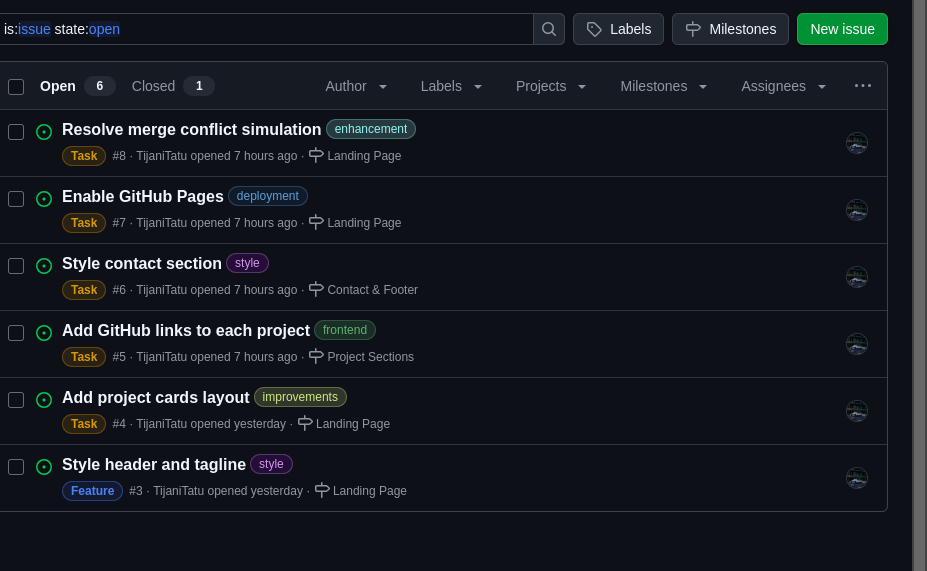 is:issue state:open Labels Milestones New issue
Open 6 Closed 1 Author Labels Projects Milestones Assignees
Resolve merge conflict simulation enhancement
Task #8 · TijaniTatu opened 7 hours ago · Landing Page
Enable GitHub Pages deployment
Task #7 · TijaniTatu opened 7 hours ago · Landing Page
Style contact section style
Task #6 · TijaniTatu opened 7 hours ago · Contact & Footer
Add GitHub links to each project frontend
Task #5 · TijaniTatu opened 7 hours ago · Project Sections
Add project cards layout improvements
Task #4 · TijaniTatu opened yesterday · Landing Page
Style header and tagline style
Feature #3 · TijaniTatu opened yesterday · Landing Page